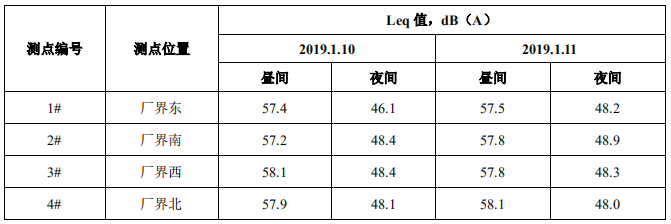 测点编号 测点位置 Leq 值，dB（A）
2019.1.10 2019.1.11
昼间 夜间 昼间 夜间
1# 厂界东 57.4 46.1 57.5 48.2
2# 厂界南 57.2 48.4 57.8 48.9
3# 厂界西 58.1 48.4 57.8 48.3
4# 厂界北 57.9 48.1 58.1 48.0